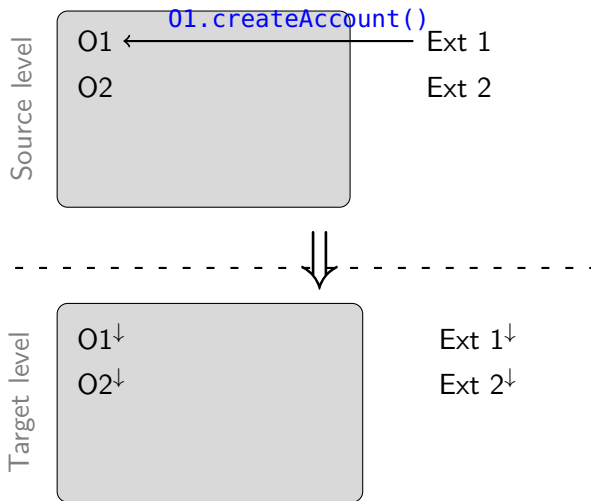 O1.createAccount()
O1 Ext 1
O2 Ext 2
Source level
O1↓ Ext 1↓
O2↓ Ext 2↓
Target level